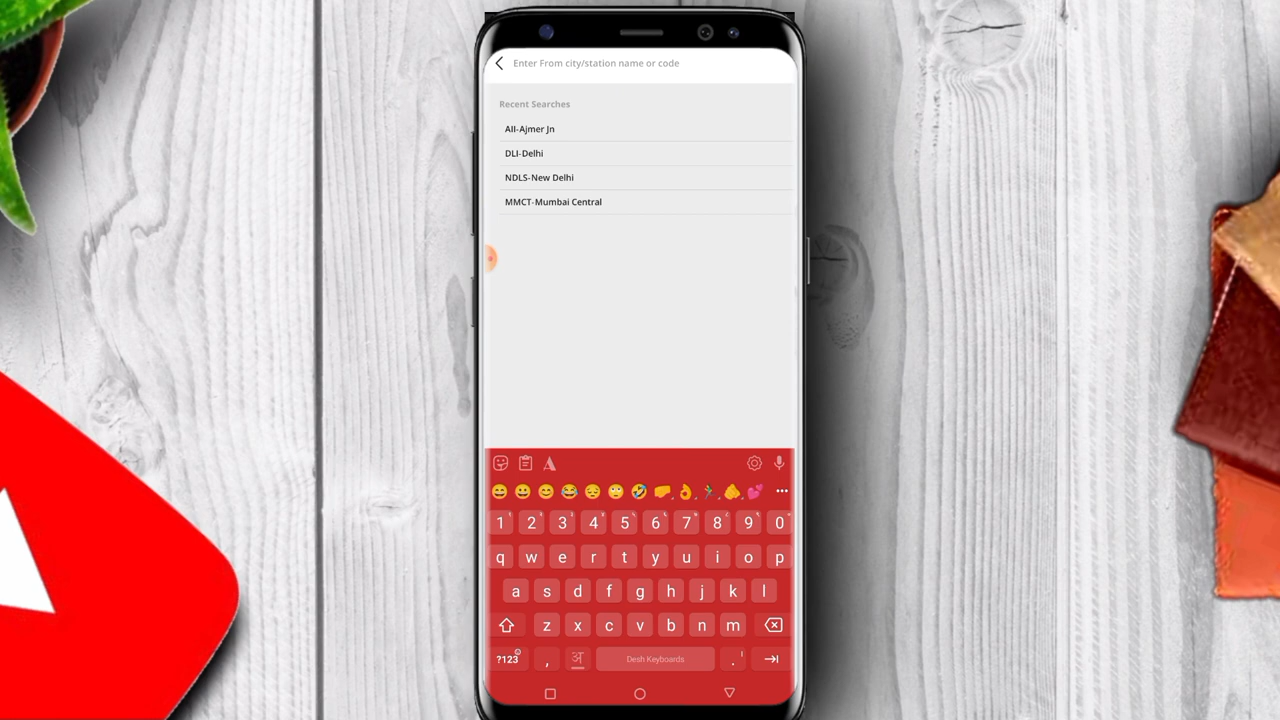 Enter From city/station name or code
Recent Searches
AII-Ajmer Jn
DLI-Delhi
NDLS-New Delhi
MMCT-Mumbai Central
1 2 3 4 5 6 7 8 9 0
q w e r t y u i o p
a s d f g h j k l
z x c v b n m
?123 , अ Desh Keyboards .